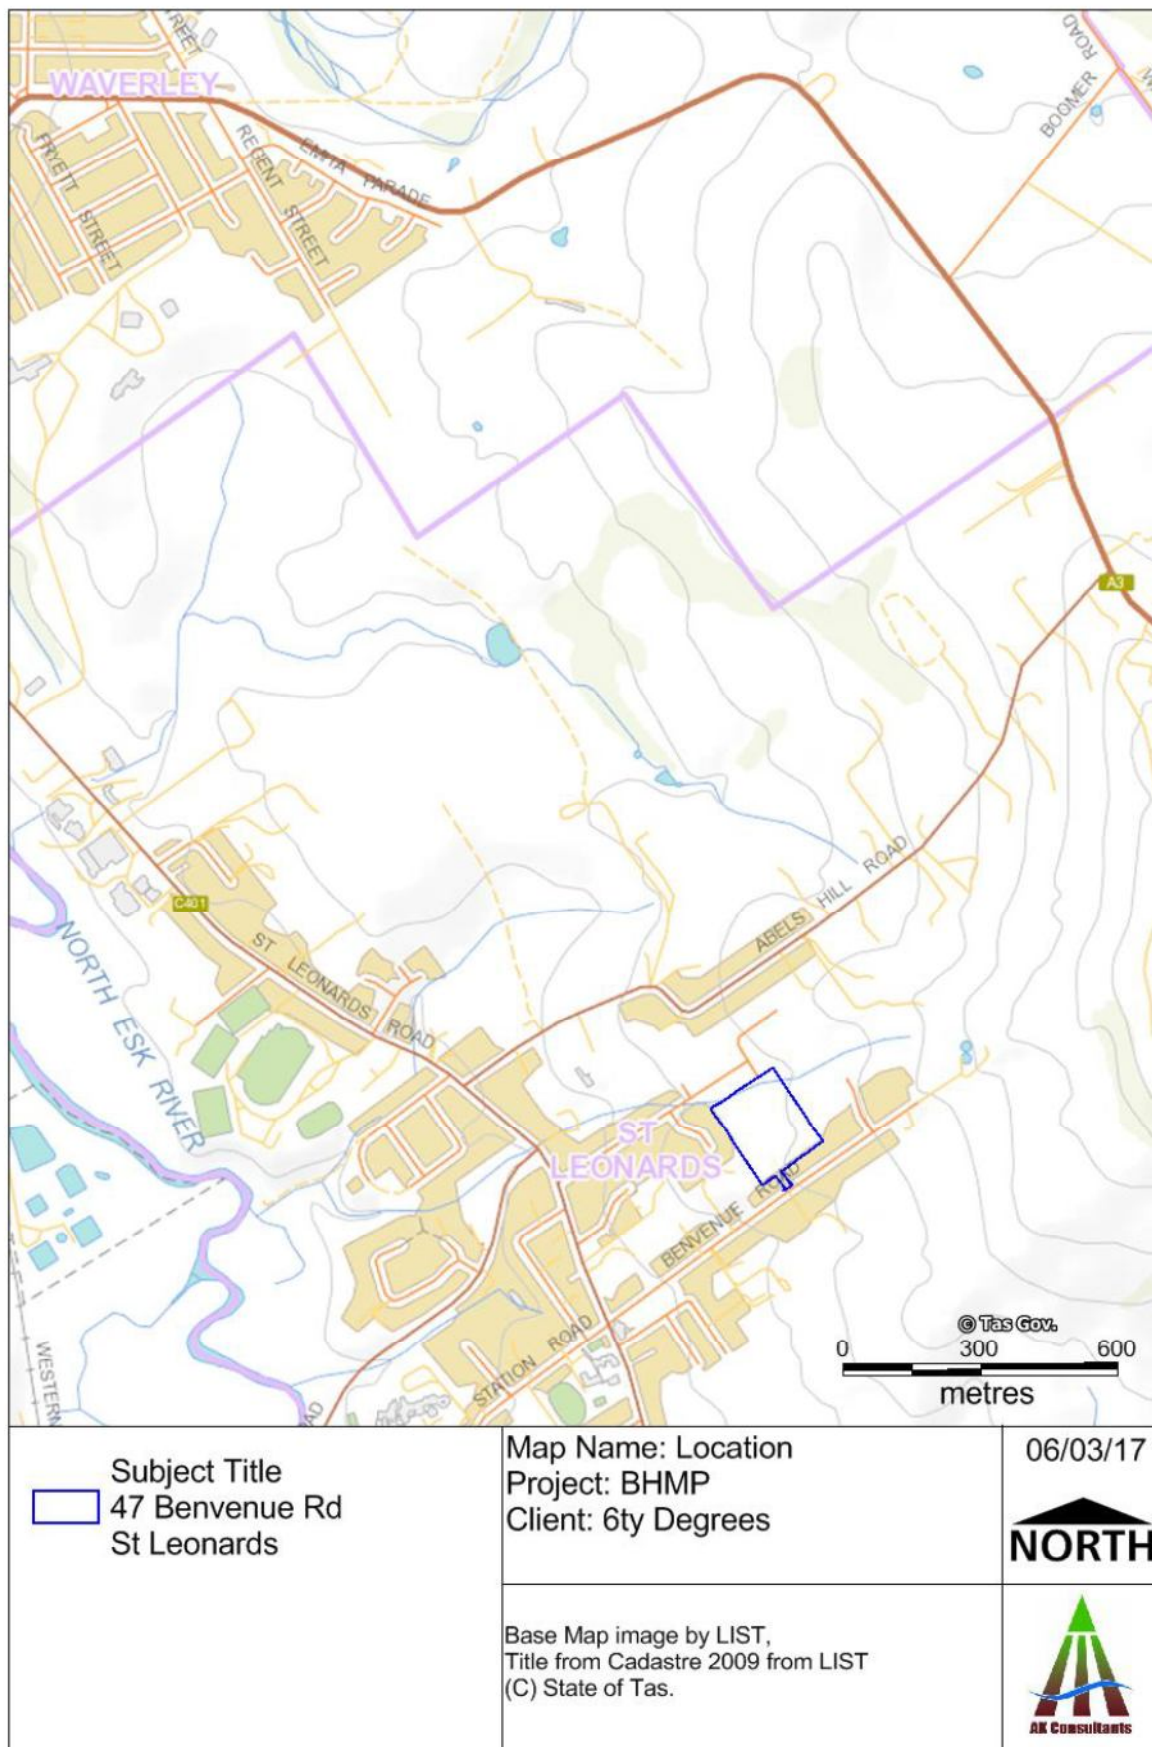 STREET
WAVERLEY
ROAD
BOOMER
FRYETT
STREET
REGENT
STREET
EMITA PARADE
A3
ABELS HILL ROAD
C401
ST LEONARDS ROAD
NORTH ESK RIVER
ST
LEONARDS
BENVENUE ROAD
STATION ROAD
WESTERN
© Tas Gov.
0 300 600
metres
Subject Title
47 Benvenue Rd
St Leonards
Map Name: Location
Project: BHMP
Client: 6ty Degrees
06/03/17
NORTH
Base Map image by LIST,
Title from Cadastre 2009 from LIST
(C) State of Tas.
AK Consultants